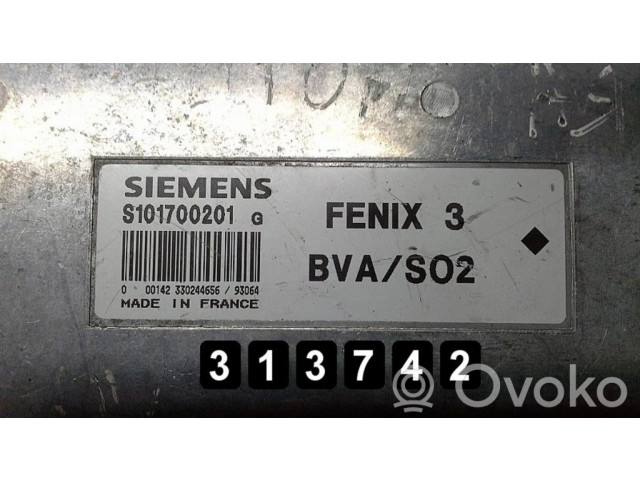 SIEMENS
S101700201 G
0 00142 330244656 / 93064
MADE IN FRANCE
FENIX 3
BVA/SO2
313742
Ovoko